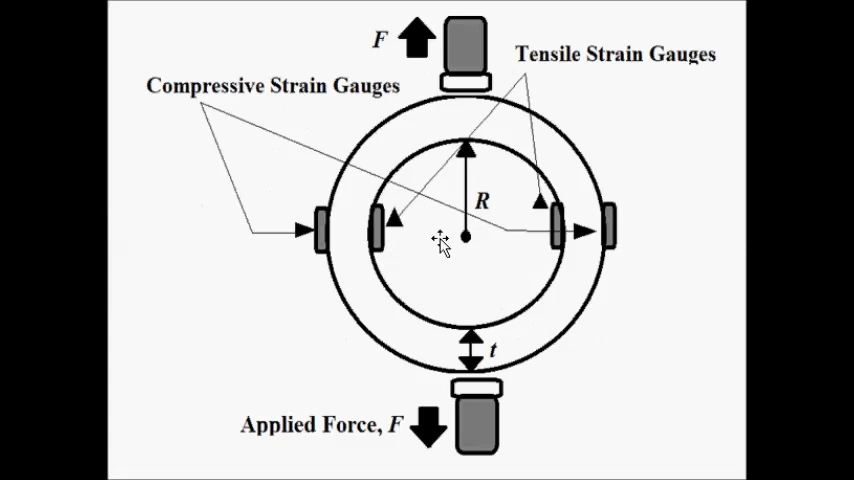 F
Tensile Strain Gauges
Compressive Strain Gauges
R
t
Applied Force, F